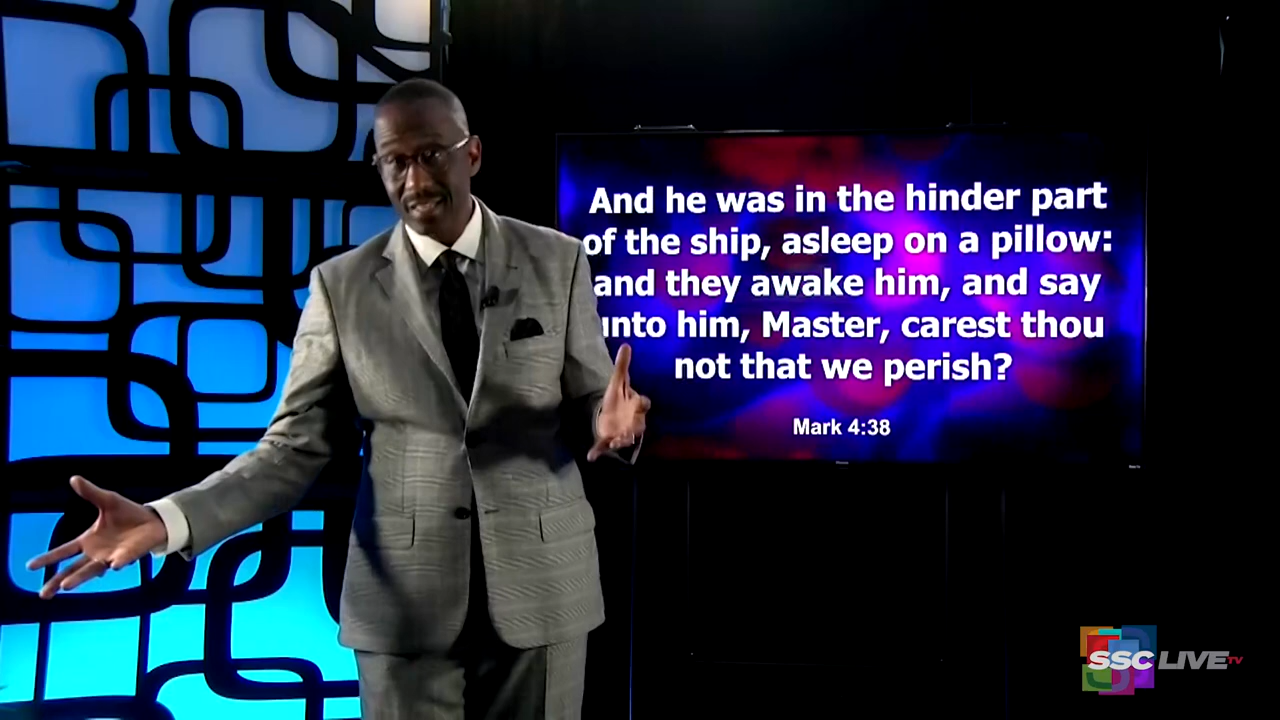 And he was in the hinder part
of the ship, asleep on a pillow:
and they awake him, and say
unto him, Master, carest thou
not that we perish?
Mark 4:38
SSC LIVE TV